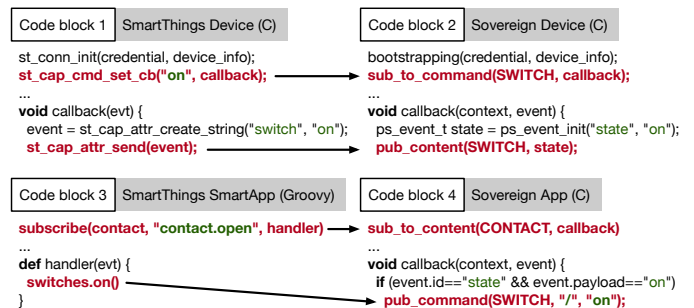 Code block 1 SmartThings Device (C)
st_conn_init(credential, device_info);
st_cap_cmd_set_cb("on", callback);
...
void callback(evt) {
event = st_cap_attr_create_string("switch", "on");
st_cap_attr_send(event);
Code block 2 Sovereign Device (C)
bootstrapping(credential, device_info);
sub_to_command(SWITCH, callback);
...
void callback(context, event) {
ps_event_t state = ps_event_init("state", "on");
pub_content(SWITCH, state);
Code block 3 SmartThings SmartApp (Groovy)
subscribe(contact, "contact.open", handler)
...
def handler(evt) {
switches.on()
}
Code block 4 Sovereign App (C)
sub_to_content(CONTACT, callback)
...
void callback(context, event) {
if (event.id=="state" && event.payload=="on")
pub_command(SWITCH, "/", "on");